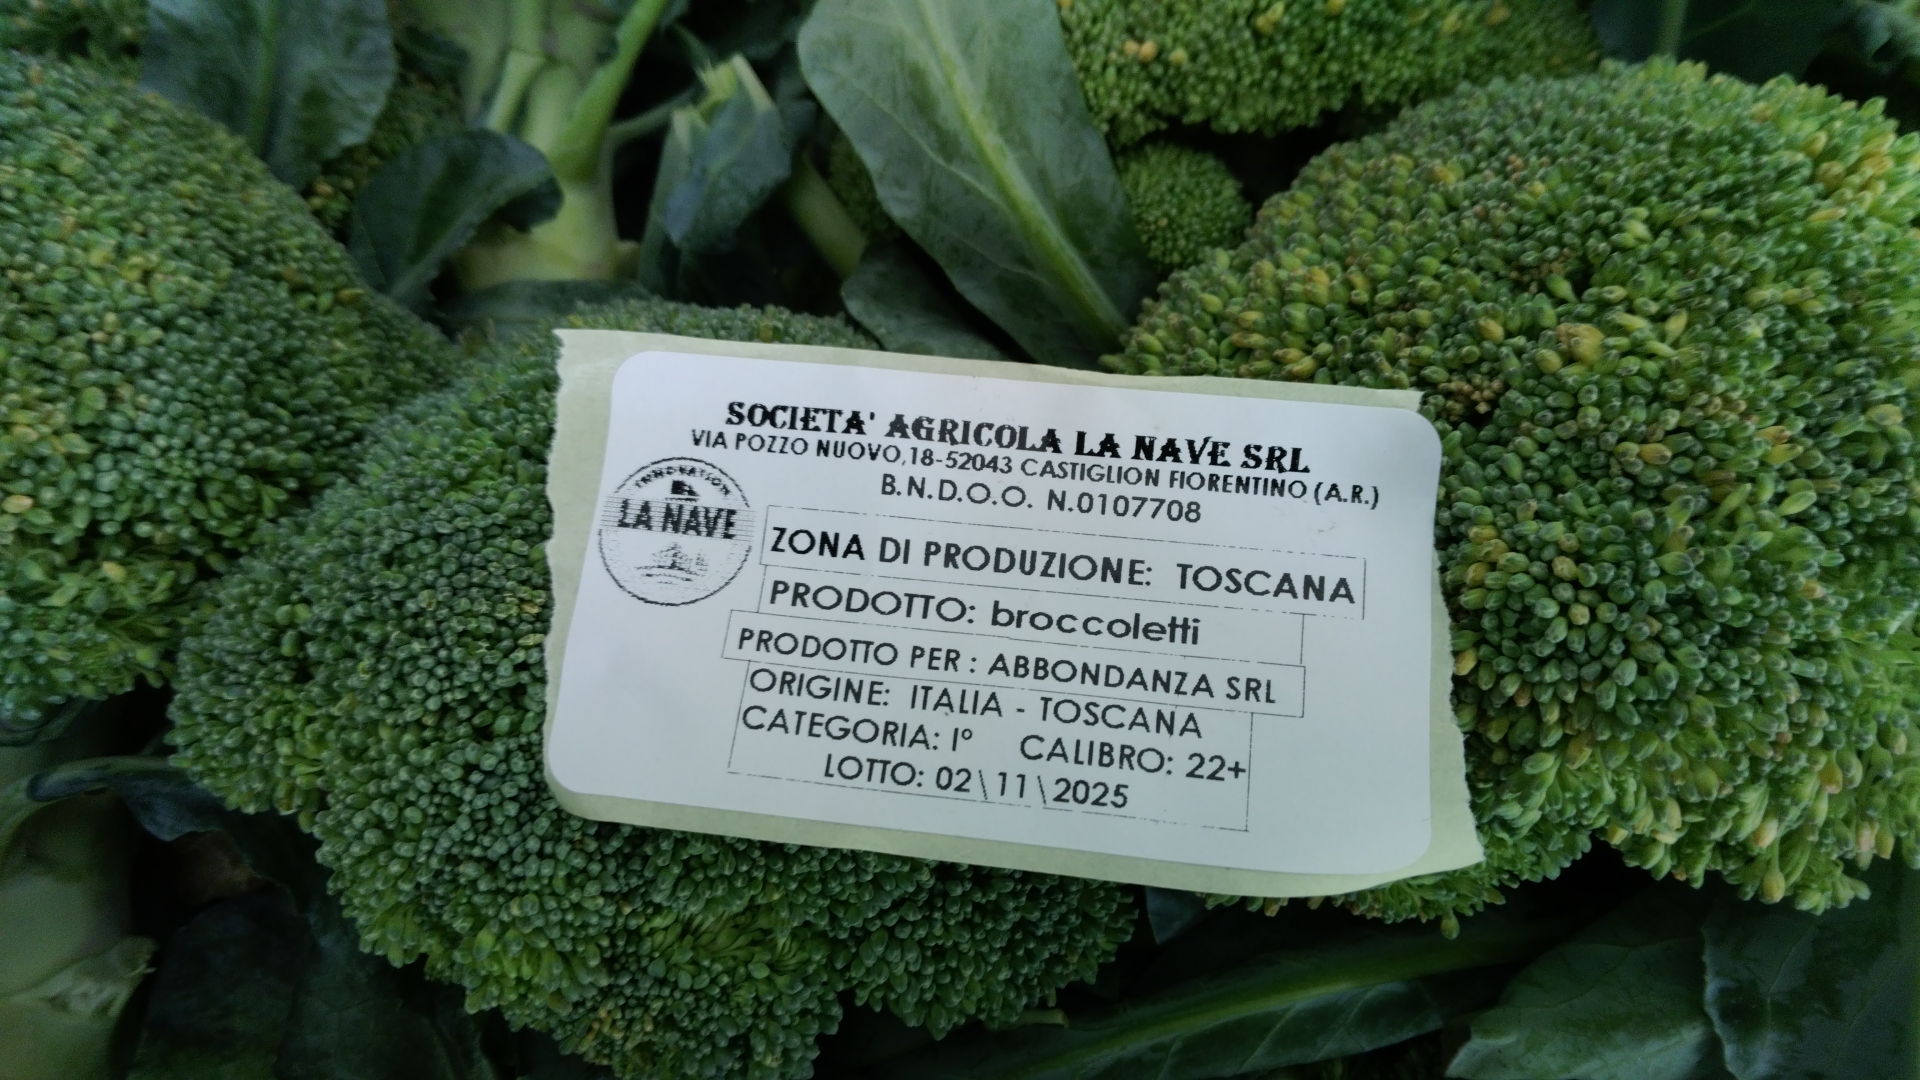 SOCIETA' AGRICOLA LA NAVE SRL
VIA POZZO NUOVO,18-52043 CASTIGLION FIORENTINO (A.R.)
B.N.D.O.O. N.0107708
INNOVATION
LA NAVE
ZONA DI PRODUZIONE: TOSCANA
PRODOTTO: broccoletti
PRODOTTO PER : ABBONDANZA SRL
ORIGINE: ITALIA - TOSCANA
CATEGORIA: I° CALIBRO: 22+
LOTTO: 02\11\2025